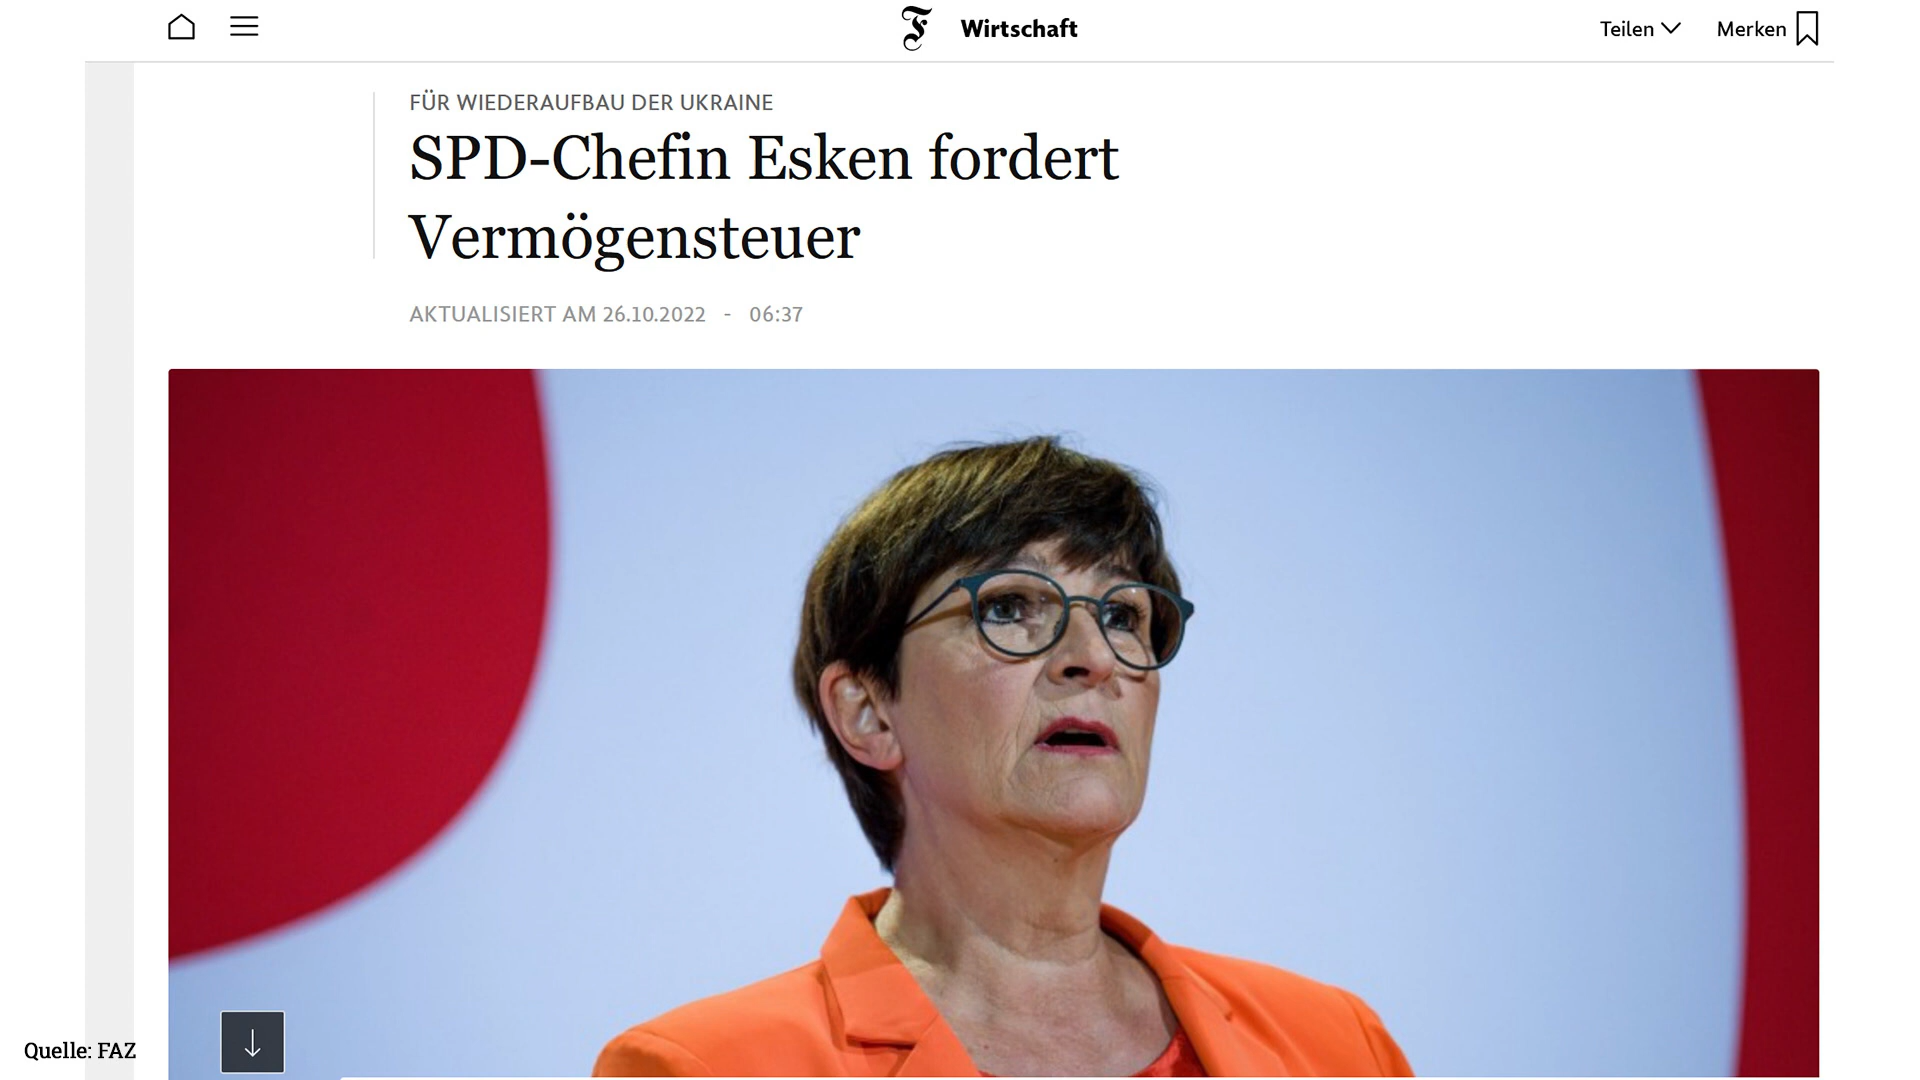 Wirtschaft
Teilen
Merken
FÜR WIEDERAUFBAU DER UKRAINE
SPD-Chefin Esken fordert
Vermögensteuer
AKTUALISIERT AM 26.10.2022 - 06:37
Quelle: FAZ